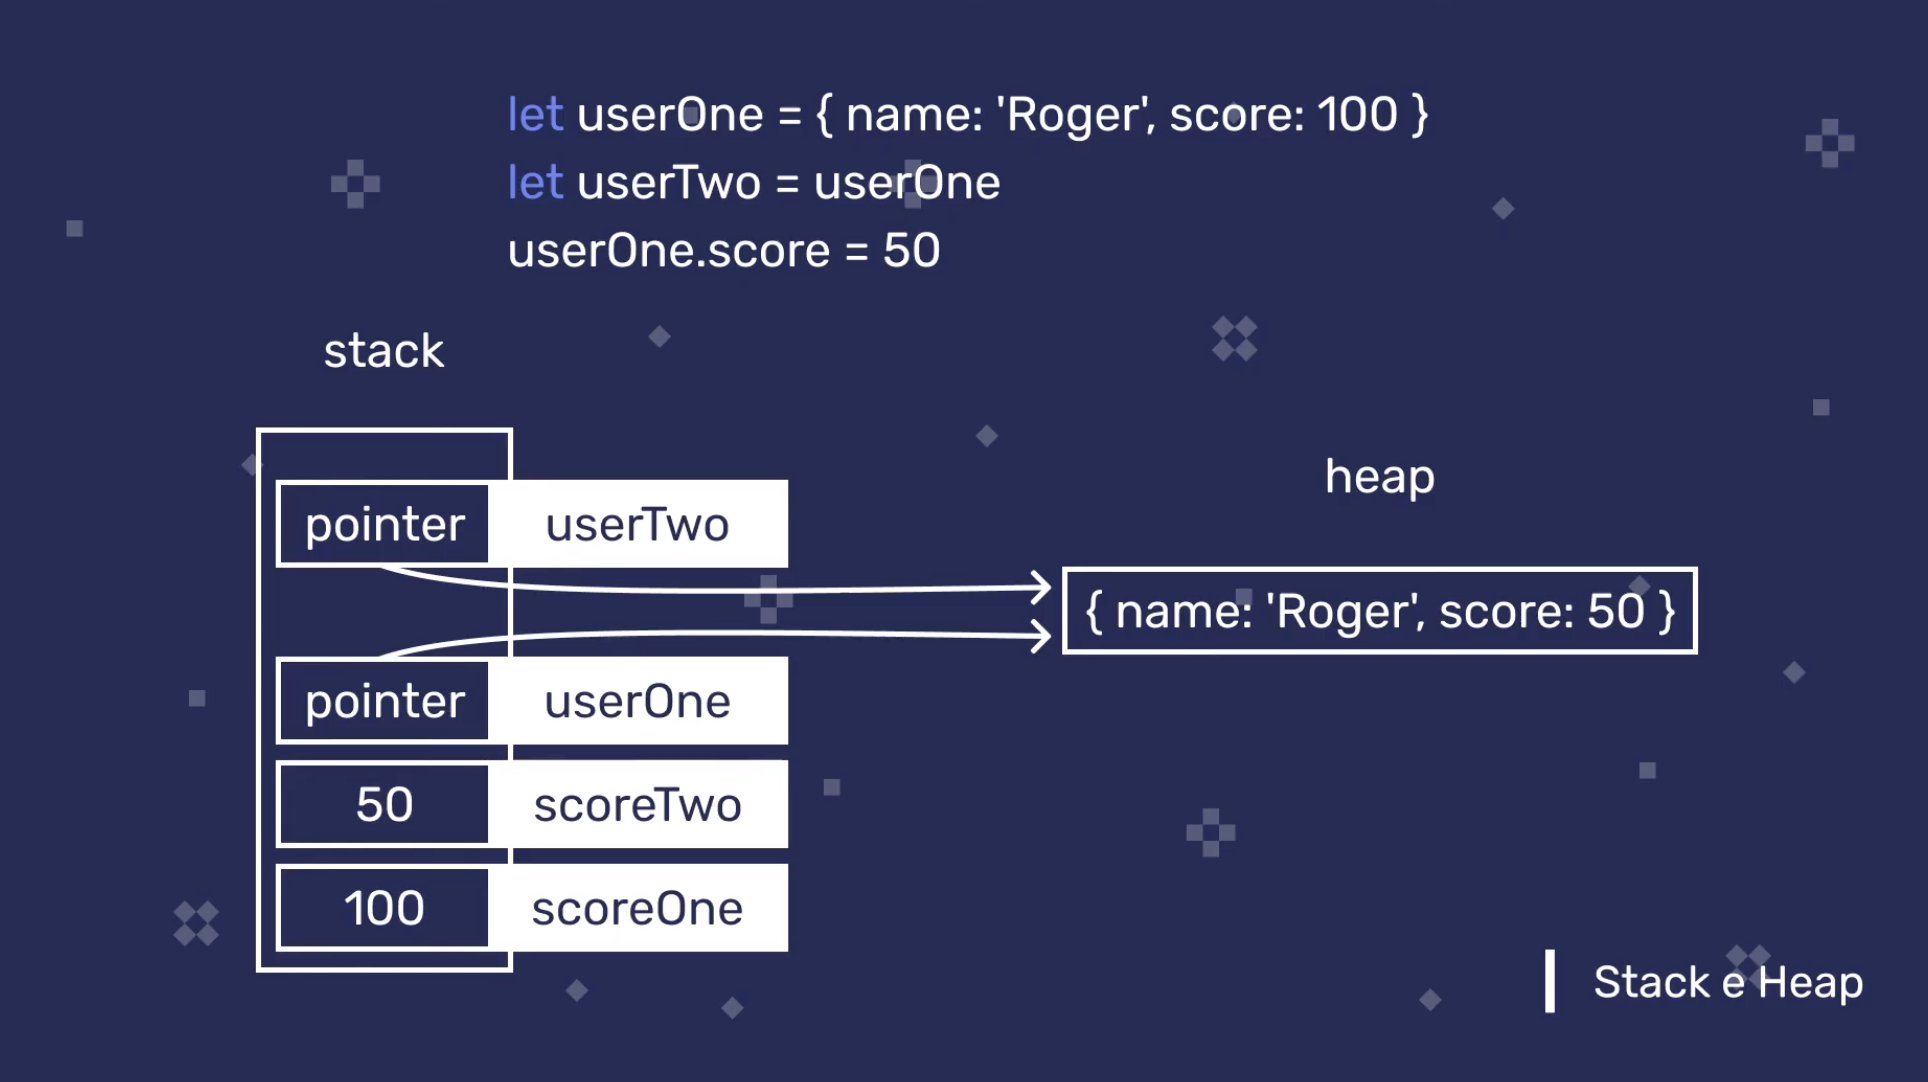 let userOne = { name: 'Roger', score: 100 }
let userTwo = userOne
userOne.score = 50
stack
heap
pointer userTwo
{ name: 'Roger', score: 50 }
pointer userOne
50 scoreTwo
100 scoreOne
Stack e Heap